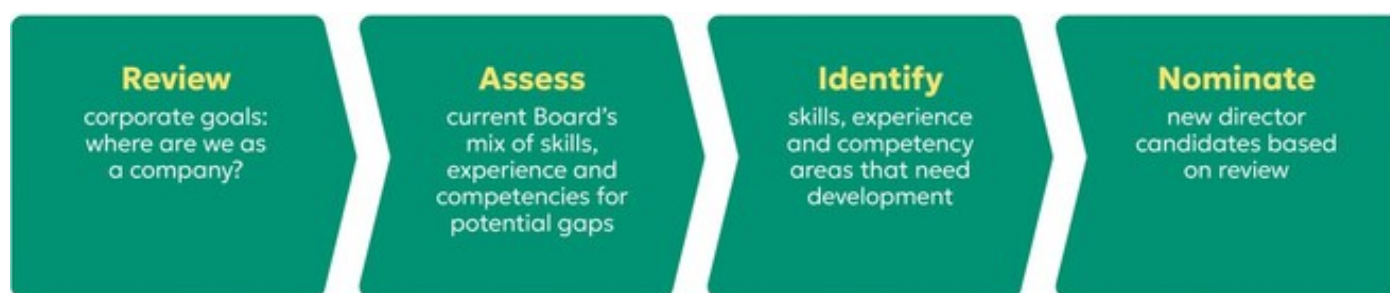 Review
corporate goals:
where are we as
a company?
Assess
current Board's
mix of skills,
experience and
competencies for
potential gaps
Identify
skills, experience
and competency
areas that need
development
Nominate
new director
candidates based
on review